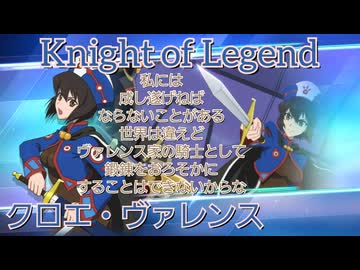 Knight of Legend
私には
成し遂げねば
ならないことがある
世界は違えど
ヴァレンス家の騎士として
鍛錬をおろそかに
することはできないからな
クロエ・ヴァレンス